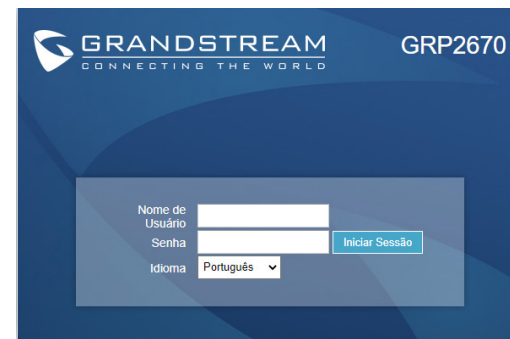 GRANDSTREAM
CONNECTING THE WORLD
GRP2670
Nome de
Usuário
Senha
Iniciar Sessão
Idioma
Português